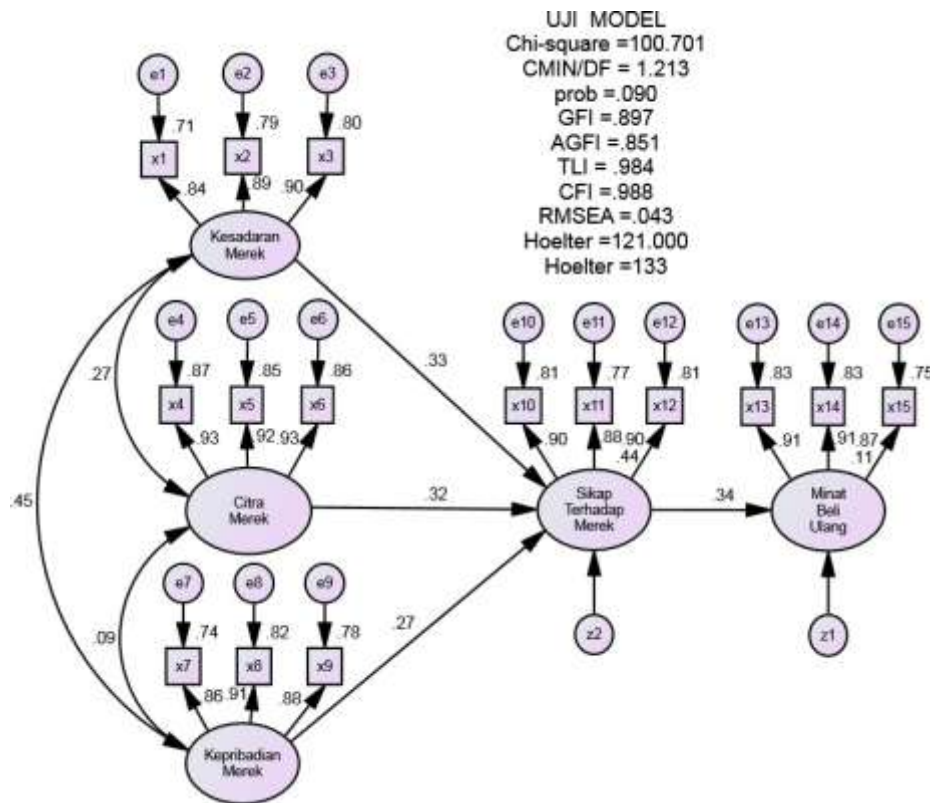 UJI MODEL
Chi-square =100.701
CMIN/DF = 1.213
prob =.090
GFI =.897
AGFI =.851
TLI =.984
CFI =.988
RMSEA =.043
Hoelter =121.000
Hoelter =133
e1
e2
e3
.71
.79
.80
x1
x2
x3
.84
.89
.90
Kesadaran
Merek
e4
e5
e6
.87
.85
.86
x4
x5
x6
.93
.92
.93
Citra
Merek
e7
e8
e9
.74
.82
.78
x7
x8
x9
.86
.91
.88
Kepribadian
Merek
.27
.45
.09
.33
.32
.27
e10
e11
e12
.81
.77
.81
x10
x11
x12
.90
.88
.90
.44
Sikap
Terhadap
Merek
z2
.34
e13
e14
e15
.83
.83
.75
x13
x14
x15
.91
.91
.87
.11
Minat
Beli
Ulang
z1